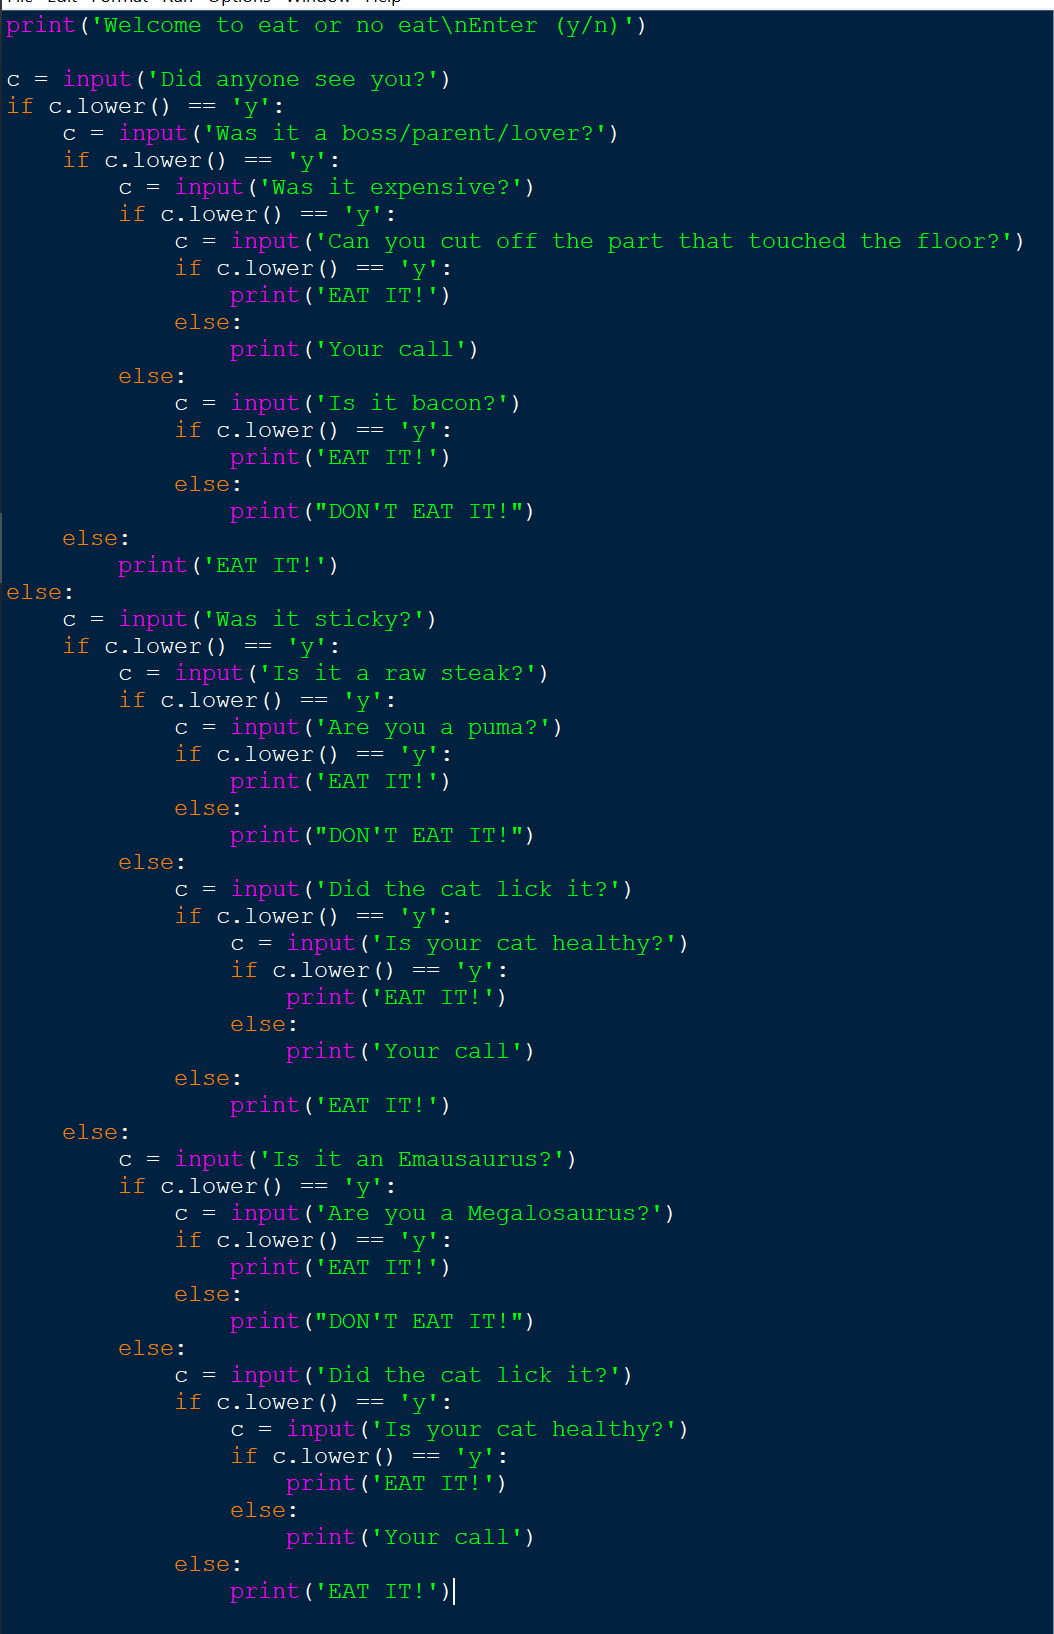 File Edit Format Run Options Window Help
print('Welcome to eat or no eat\nEnter (y/n)')
c = input('Did anyone see you?')
if c.lower() == 'y':
    c = input('Was it a boss/parent/lover?')
    if c.lower() == 'y':
        c = input('Was it expensive?')
        if c.lower() == 'y':
            c = input('Can you cut off the part that touched the floor?')
            if c.lower() == 'y':
                print('EAT IT!')
            else:
                print('Your call')
        else:
            c = input('Is it bacon?')
            if c.lower() == 'y':
                print('EAT IT!')
            else:
                print("DON'T EAT IT!")
    else:
        print('EAT IT!')
else:
    c = input('Was it sticky?')
    if c.lower() == 'y':
        c = input('Is it a raw steak?')
        if c.lower() == 'y':
            c = input('Are you a puma?')
            if c.lower() == 'y':
                print('EAT IT!')
            else:
                print("DON'T EAT IT!")
        else:
            c = input('Did the cat lick it?')
            if c.lower() == 'y':
                c = input('Is your cat healthy?')
                if c.lower() == 'y':
                    print('EAT IT!')
                else:
                    print('Your call')
            else:
                print('EAT IT!')
    else:
        c = input('Is it an Emausaurus?')
        if c.lower() == 'y':
            c = input('Are you a Megalosaurus?')
            if c.lower() == 'y':
                print('EAT IT!')
            else:
                print("DON'T EAT IT!")
        else:
            c = input('Did the cat lick it?')
            if c.lower() == 'y':
                c = input('Is your cat healthy?')
                if c.lower() == 'y':
                    print('EAT IT!')
                else:
                    print('Your call')
            else:
                print('EAT IT!')